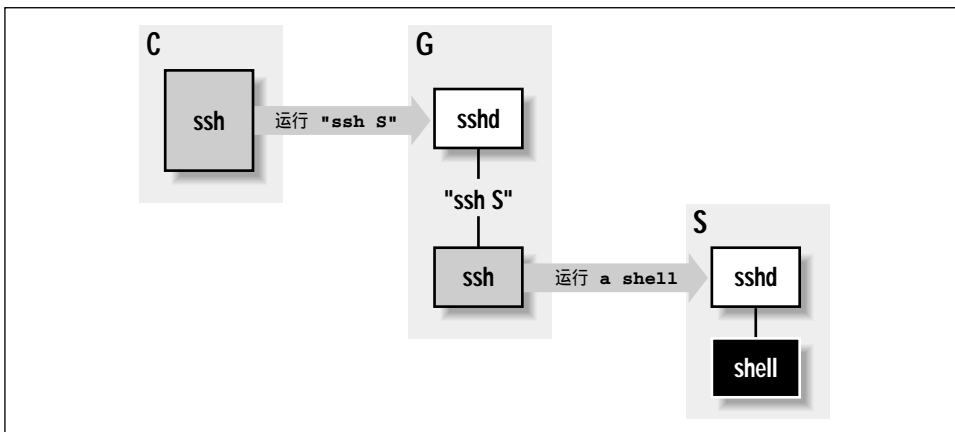 C
ssh
运行 "ssh S"
G
sshd
"ssh S"
ssh
运行 a shell
S
sshd
shell